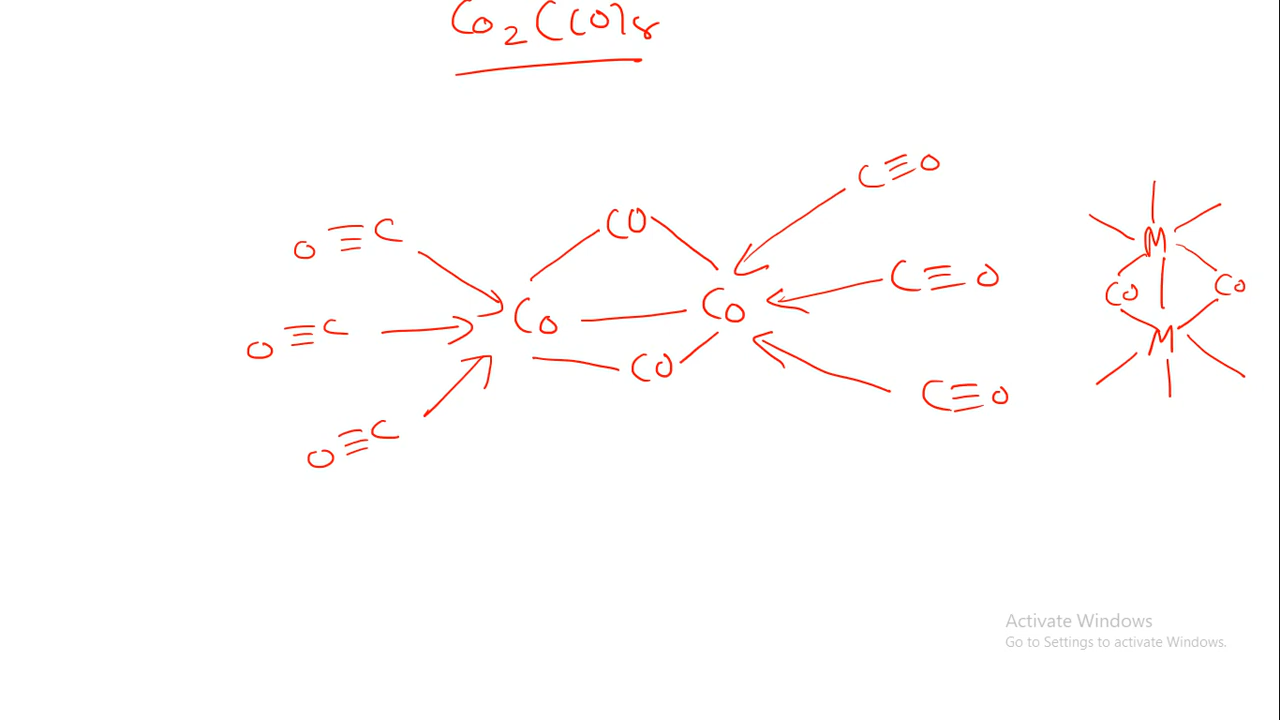 Co₂(CO)₈
C≡O
O≡C
CO
M
C≡O
Co
Co
Co
Co
O≡C
M
CO
C≡O
O≡C
Activate Windows
Go to Settings to activate Windows.